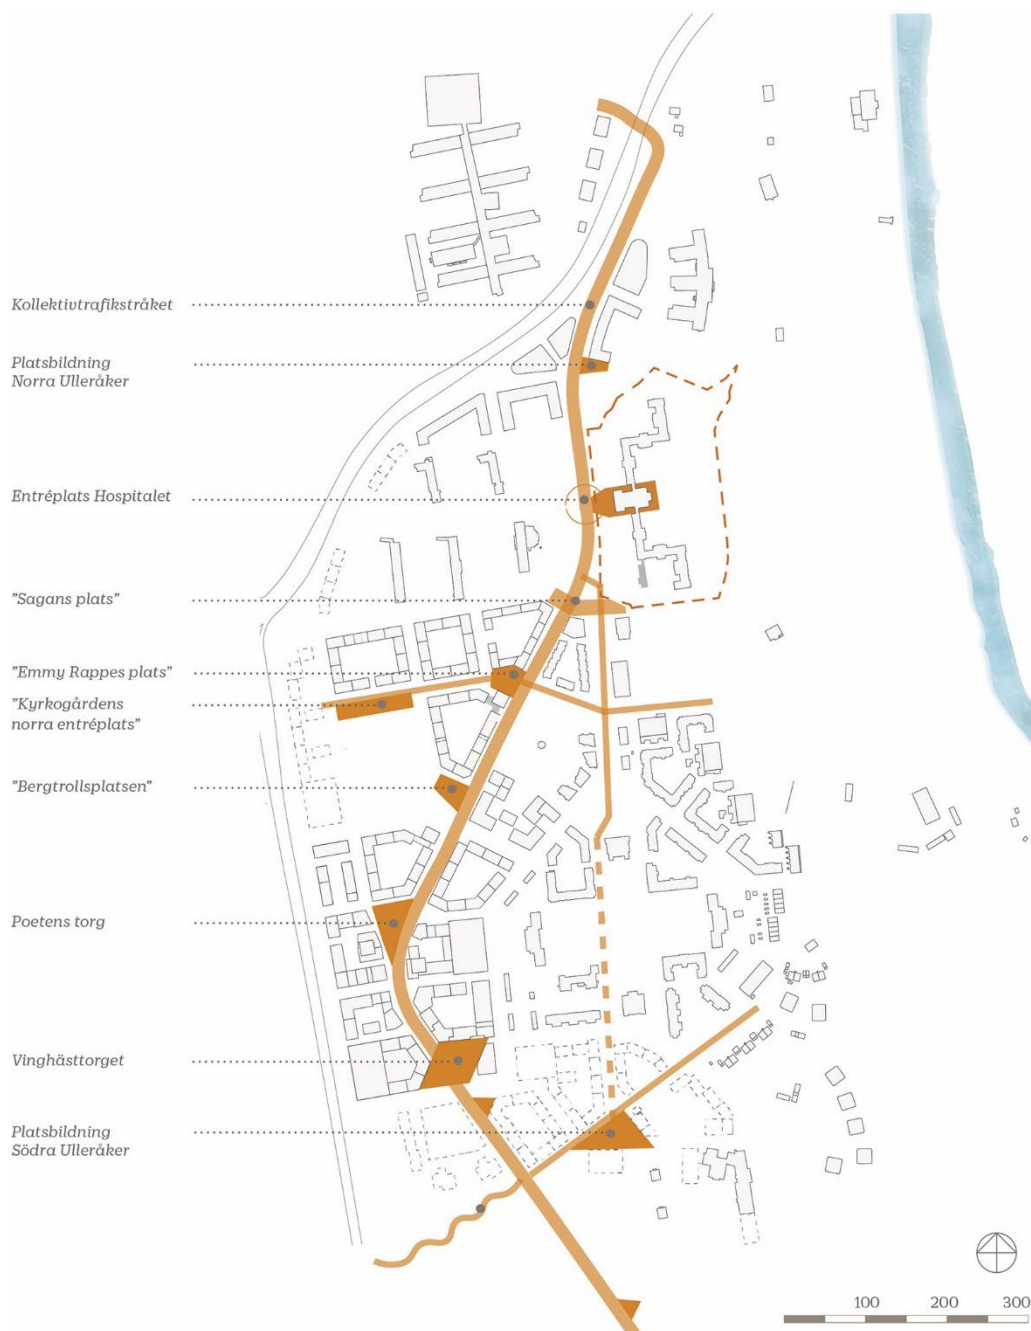 Kollektivtrafikstråket
Platsbildning
Norra Ulleråker
Entréplats Hospitalet
"Sagans plats"
"Emmy Rappes plats"
"Kyrkogårdens
norra entréplats"
"Bergtrollsplatsen"
Poetens torg
Vinghästtorget
Platsbildning
Södra Ulleråker
100 200 300